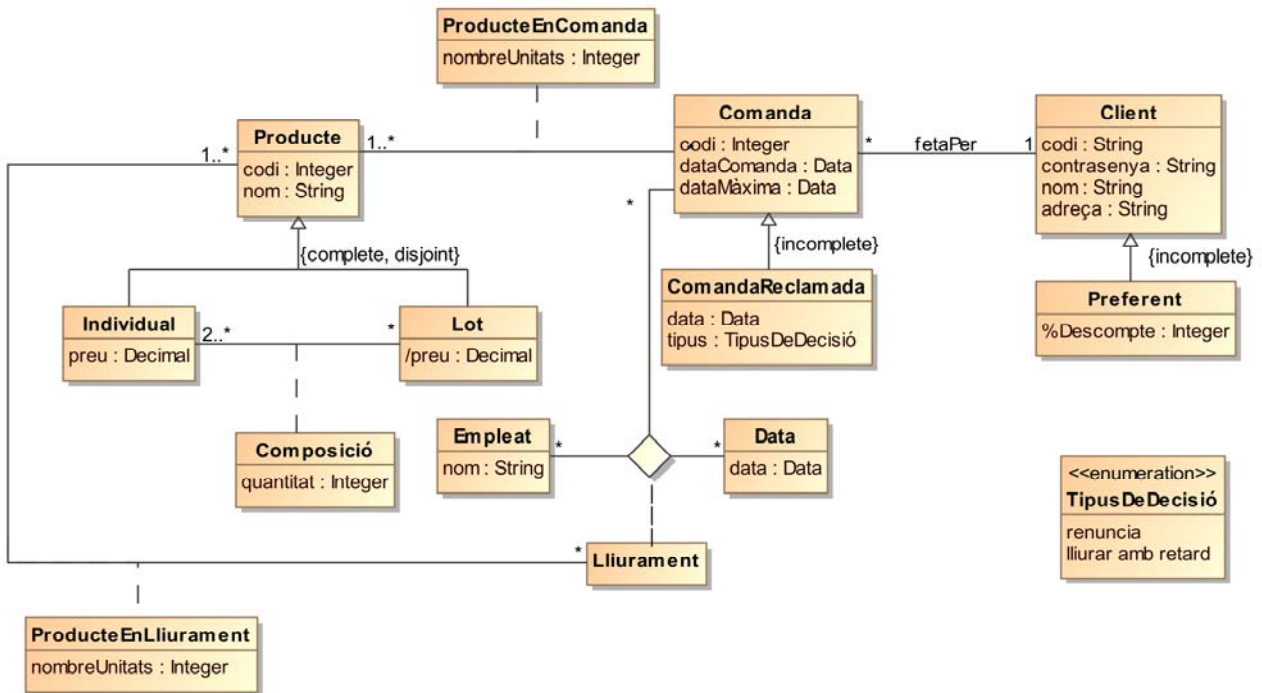 ProducteEnComanda
nombreUnitats : Integer
Producte
codi : Integer
nom : String
1..*
1..*
Comanda
codi : Integer
dataComanda : Data
dataMàxima : Data
*
fetaPer
1
Client
codi : String
contrasenya : String
nom : String
adreça : String
*
{complete, disjoint}
{incomplete}
{incomplete}
Individual
preu : Decimal
2..*
*
Lot
/preu : Decimal
ComandaReclamada
data : Data
tipus : TipusDeDecisió
Preferent
%Descompte : Integer
Composició
quantitat : Integer
Empleat
nom : String
*
*
Data
data : Data
<<enumeration>>
TipusDeDecisió
renuncia
lliurar amb retard
*
Lliurament
ProducteEnLliurament
nombreUnitats : Integer